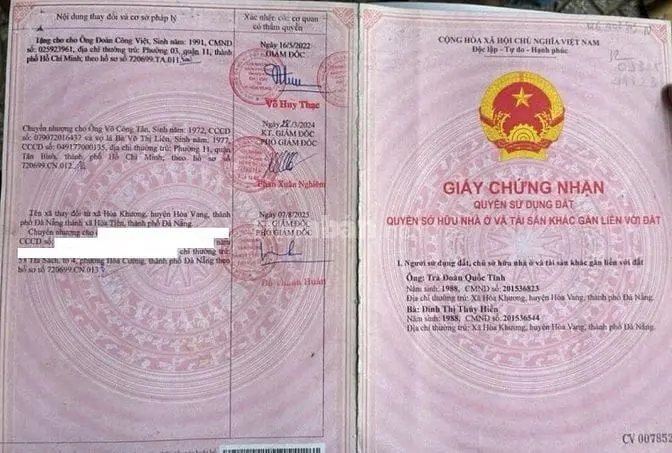 Nội dung thay đổi và cơ sở pháp lý
Xác nhận của cơ quan
có thẩm quyền
Tặng cho cho Ông Đoàn Công Việt, Sinh năm: 1991, CMND
số: 025923961, địa chỉ thường trú: Phường 03, quận 11, thành
phố Hồ Chí Minh; theo hồ sơ số 720699.TA.011
Ngày 16/5/2022
GIÁM ĐỐC
Võ Huy Thạc
Chuyển nhượng cho Ông Võ Công Tân, Sinh năm: 1972, CCCD
số: 079072016437 và vợ là Bà Võ Thị Liên, Sinh năm: 1977,
CCCD số: 049177000135, địa chỉ thường trú: Phường 11, quận
Tân Bình, thành phố Hồ Chí Minh; theo hồ sơ số
720699.CN.012
Ngày /3/2024
KT. GIÁM ĐỐC
PHÓ GIÁM ĐỐC
Phan Xuân Nghiêm
Tên xã thay đổi từ xã Hòa Khương, huyện Hòa Vang, thành
phố Đà Nẵng thành xã Hòa Tiến, thành phố Đà Nẵng.
Chuyển nhượng cho
CCCD số: năm
chỉ thường trú:
Thi Sách, tổ 4, phường Hòa Cường, thành phố Đà Nẵng theo
hồ sơ số 720699.CN.013
Ngày 07/8/2025
KT. GIÁM ĐỐC
PHÓ GIÁM ĐỐC
Thuân Huấn
CỘNG HÒA XÃ HỘI CHỦ NGHĨA VIỆT NAM
Độc lập - Tự do - Hạnh phúc
GIẤY CHỨNG NHẬN
QUYỀN SỬ DỤNG ĐẤT
QUYỀN SỞ HỮU NHÀ Ở VÀ TÀI SẢN KHÁC GẮN LIỀN VỚI ĐẤT
I. Người sử dụng đất, chủ sở hữu nhà ở và tài sản khác gắn liền với đất
Ông: Trà Đoàn Quốc Tĩnh
Năm sinh: 1988, CMND số: 201536823
Địa chỉ thường trú: Xã Hòa Khương, huyện Hòa Vang, thành phố Đà Nẵng.
Bà: Đinh Thị Thúy Hiền
Năm sinh: 1988, CMND số: 201536544
Địa chỉ thường trú: Xã Hòa Khương, huyện Hòa Vang, thành phố Đà Nẵng.
CV 007852